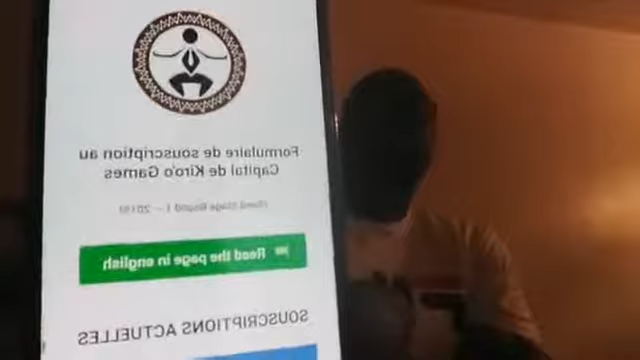 Formulaire de souscription au
Capital de Kiro'o Games
Read the page in english
SOUSCRIPTIONS ACTUELLES